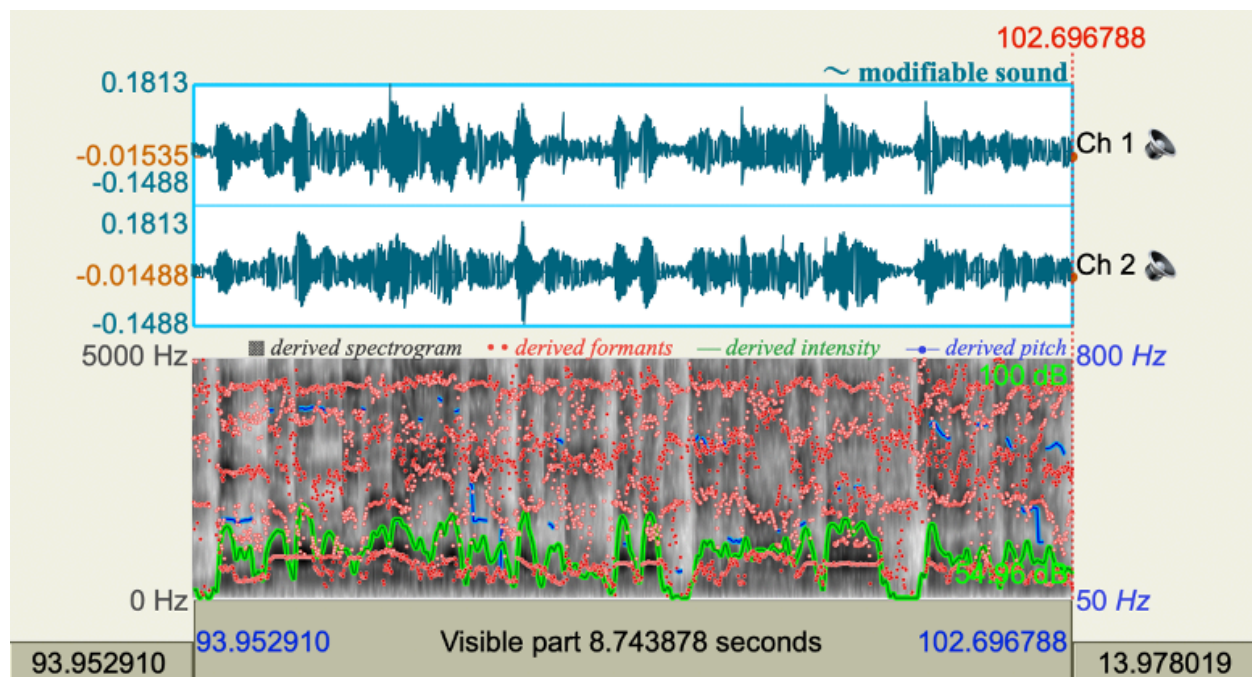 102.696788
~ modifiable sound
0.1813
-0.01535
-0.1488
Ch 1
0.1813
-0.01488
-0.1488
Ch 2
derived spectrogram derived formants derived intensity derived pitch
5000 Hz
800 Hz
100 dB
54.96 dB
0 Hz
50 Hz
93.952910 Visible part 8.743878 seconds 102.696788
93.952910
13.978019